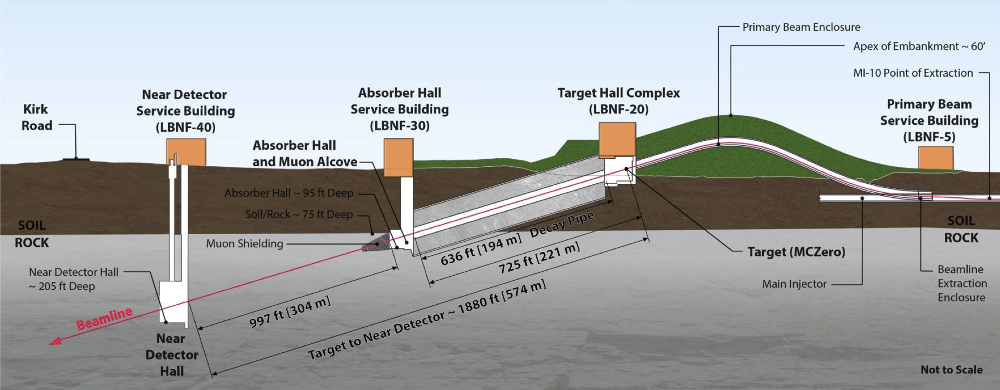 Primary Beam Enclosure
Apex of Embankment ~ 60’
MI-10 Point of Extraction
Kirk
Road
Near Detector
Service Building
(LBNF-40)
Absorber Hall
Service Building
(LBNF-30)
Target Hall Complex
(LBNF-20)
Primary Beam
Service Building
(LBNF-5)
Absorber Hall
and Muon Alcove
Absorber Hall ~ 95 ft Deep
Soil/Rock ~ 75 ft Deep
Muon Shielding
SOIL
ROCK
SOIL
ROCK
Near Detector Hall
~ 205 ft Deep
636 ft [194 m] Decay Pipe
725 ft [221 m]
997 ft [304 m]
Target to Near Detector ~ 1880 ft [574 m]
Target (MCZero)
Main Injector
Beamline
Extraction
Enclosure
Beamline
Near
Detector
Hall
Not to Scale